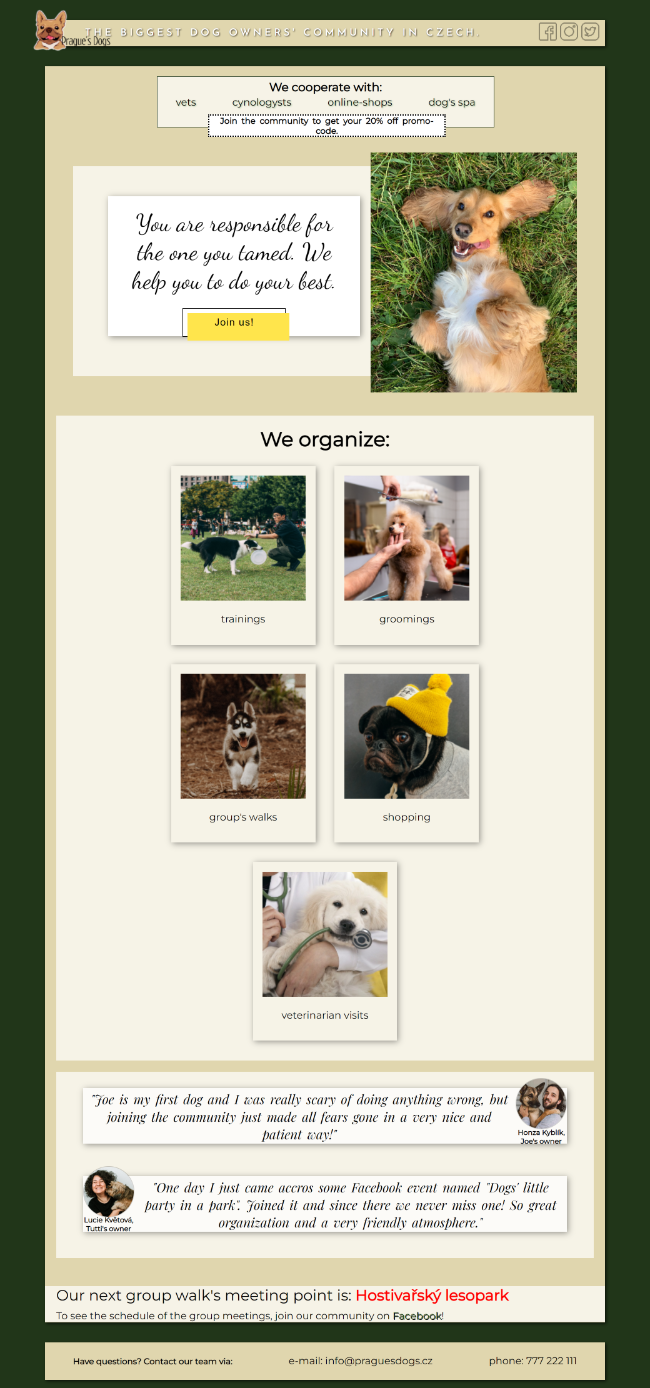 Prague's Dogs
THE BIGGEST DOG OWNERS' COMMUNITY IN CZECH.
We cooperate with:
vets cynologysts online-shops dog's spa
Join the community to get your 20% off promo-
code.
You are responsible for
the one you tamed. We
help you to do your best.
Join us!
We organize:
trainings groomings
group's walks shopping
veterinarian visits
"Joe is my first dog and I was really scary of doing anything wrong, but
joining the community just made all fears gone in a very nice and
patient way!"
Honza Kyblík,
Joe's owner
Lucie Květová,
Tutti's owner
"One day I just came accros some Facebook event named "Dogs' little
party in a park". Joined it and since there we never miss one! So great
organization and a very friendly atmosphere."
Our next group walk's meeting point is: Hostivařský lesopark
To see the schedule of the group meetings, join our community on Facebook!
Have questions? Contact our team via: e-mail: info@praguesdogs.cz phone: 777 222 111